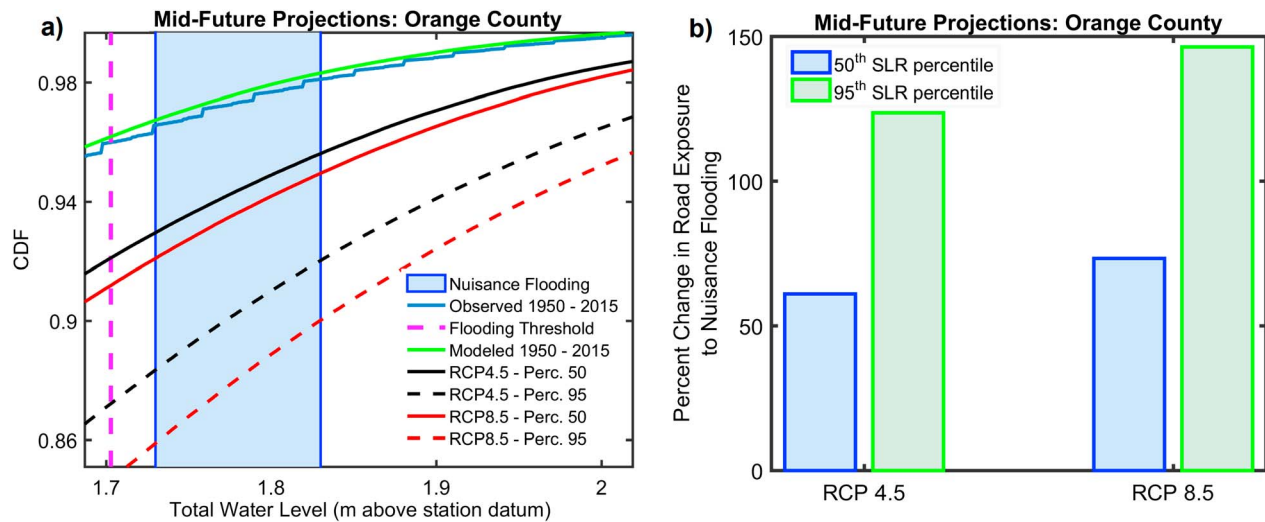 a)
Mid-Future Projections: Orange County
0.98
0.94
0.9
0.86
CDF
1.7
1.8
1.9
2
Total Water Level (m above station datum)
Nuisance Flooding
Observed 1950 - 2015
Flooding Threshold
Modeled 1950 - 2015
RCP4.5 - Perc. 50
RCP4.5 - Perc. 95
RCP8.5 - Perc. 50
RCP8.5 - Perc. 95
b)
Mid-Future Projections: Orange County
150
100
50
0
Percent Change in Road Exposure
to Nuisance Flooding
50th SLR percentile
95th SLR percentile
RCP 4.5
RCP 8.5